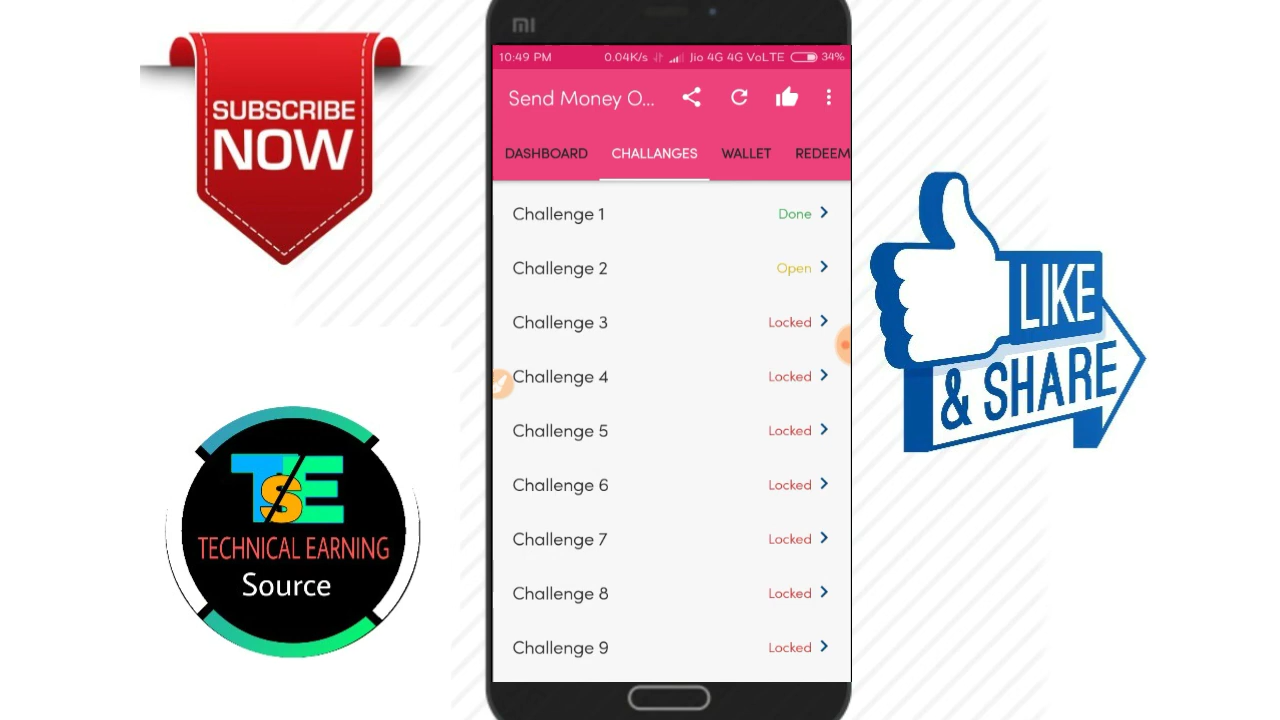 SUBSCRIBE
NOW
TSE
TECHNICAL EARNING
Source
mi
10:49 PM 0.04K/s Jio 4G 4G VoLTE 34%
Send Money O...
DASHBOARD CHALLANGES WALLET REDEEM
Challenge 1 Done
Challenge 2 Open
Challenge 3 Locked
Challenge 4 Locked
Challenge 5 Locked
Challenge 6 Locked
Challenge 7 Locked
Challenge 8 Locked
Challenge 9 Locked
LIKE
& SHARE